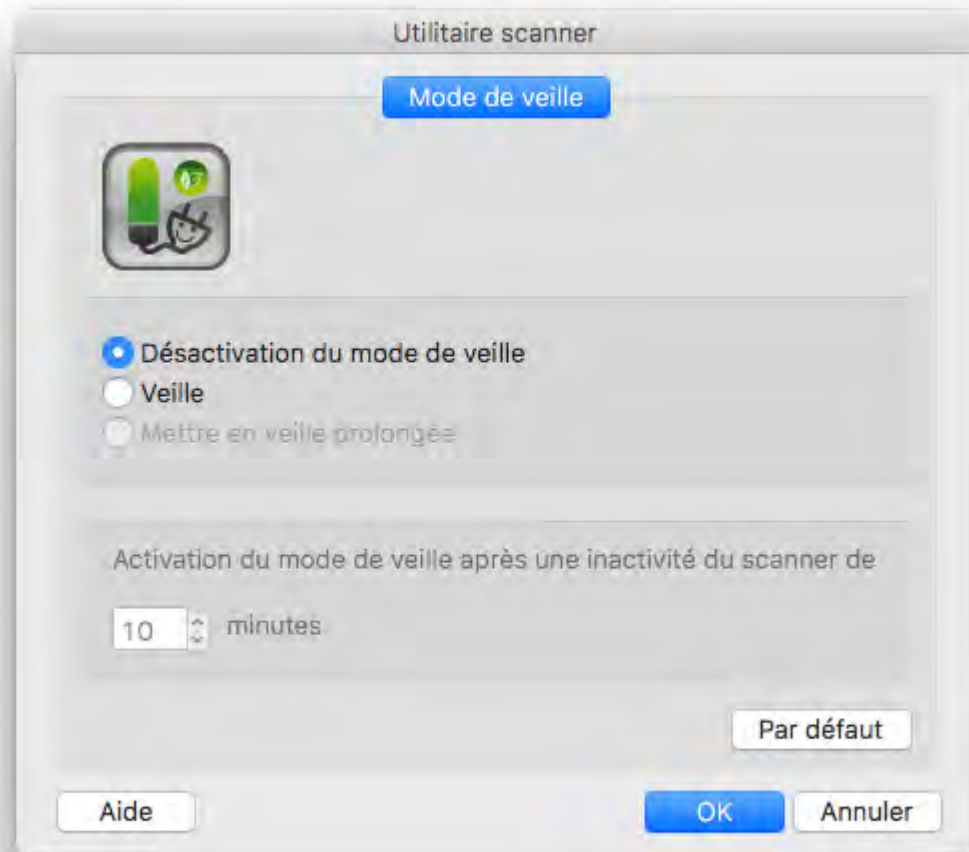 Utilitaire scanner
Mode de veille
Désactivation du mode de veille
Veille
Mettre en veille prolongée
Activation du mode de veille après une inactivité du scanner de
10 minutes
Par défaut
Aide
OK
Annuler